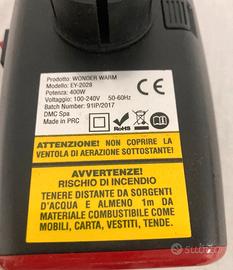 Prodotto: WONDER WARM
Modello: EY-2028
Potenza: 400W
Voltaggio: 100-240V 50-60Hz
Batch Number: 91IP/2017
DMC Spa
Made in PRC
CE
RoHS
ATTENZIONE! NON COPRIRE LA
VENTOLA DI AERAZIONE SOTTOSTANTE!
AVVERTENZE!
RISCHIO DI INCENDIO
TENERE DISTANTE DA SORGENTI
D'ACQUA E ALMENO 1m DA
MATERIALE COMBUSTIBILE COME
MOBILI, CARTA, VESTITI, TENDE.
subito